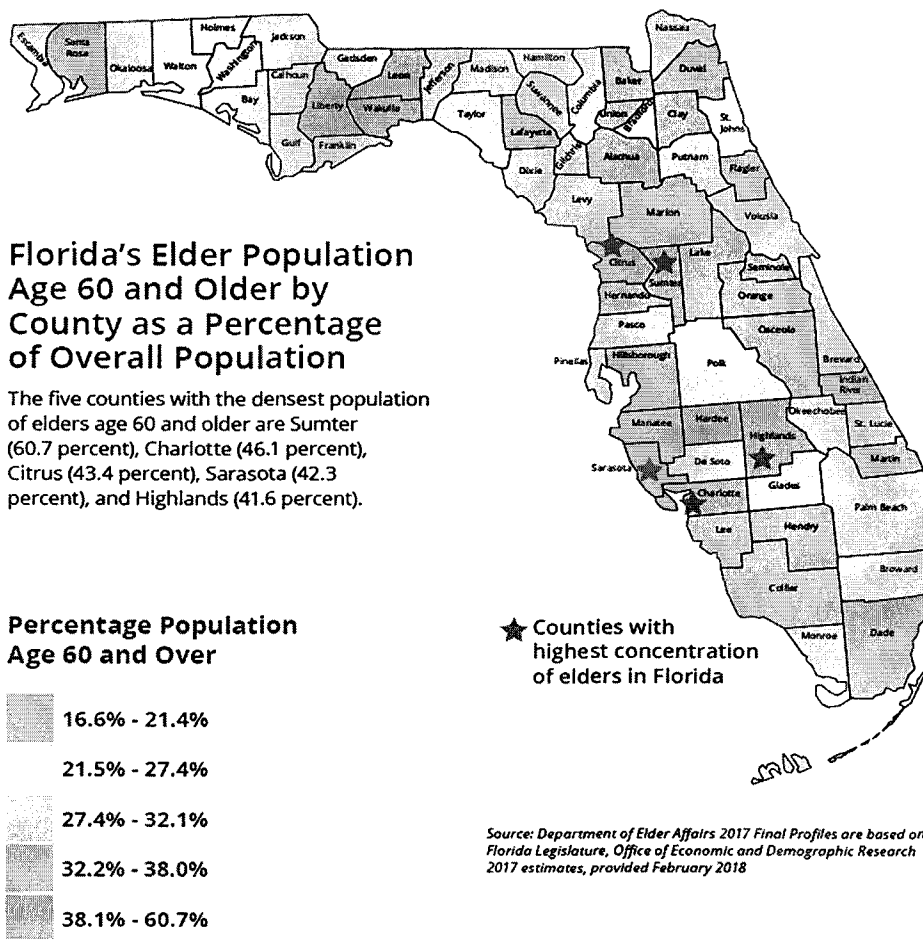 Holmes
Jackson
Escambia
Santa
Rosa
Okaloosa
Walton
Washington
Bay
Calhoun
Gulf
Liberty
Franklin
Gadsden
Leon
Wakulla
Jefferson
Madison
Taylor
Hamilton
Suwannee
Lafayette
Dixie
Columbia
Gilchrist
Baker
Union
Bradford
Alachua
Levy
Nassau
Duval
Clay
St.
Johns
Putnam
Flagler
Marion
Volusia
Citrus
Sumter
Lake
Seminole
Hernando
Orange
Pasco
Osceola
Pinellas
Hillsborough
Polk
Brevard
Indian
River
Manatee
Hardee
Highlands
Okeechobee
St. Lucie
Sarasota
De Soto
Martin
Charlotte
Glades
Palm Beach
Lee
Hendry
Broward
Collier
Monroe
Dade
Florida's Elder Population
Age 60 and Older by
County as a Percentage
of Overall Population
The five counties with the densest population
of elders age 60 and older are Sumter
(60.7 percent), Charlotte (46.1 percent),
Citrus (43.4 percent), Sarasota (42.3
percent), and Highlands (41.6 percent).
Percentage Population
Age 60 and Over
16.6% - 21.4%
21.5% - 27.4%
27.4% - 32.1%
32.2% - 38.0%
38.1% - 60.7%
Counties with
highest concentration
of elders in Florida
Source: Department of Elder Affairs 2017 Final Profiles are based on
Florida Legislature, Office of Economic and Demographic Research
2017 estimates, provided February 2018